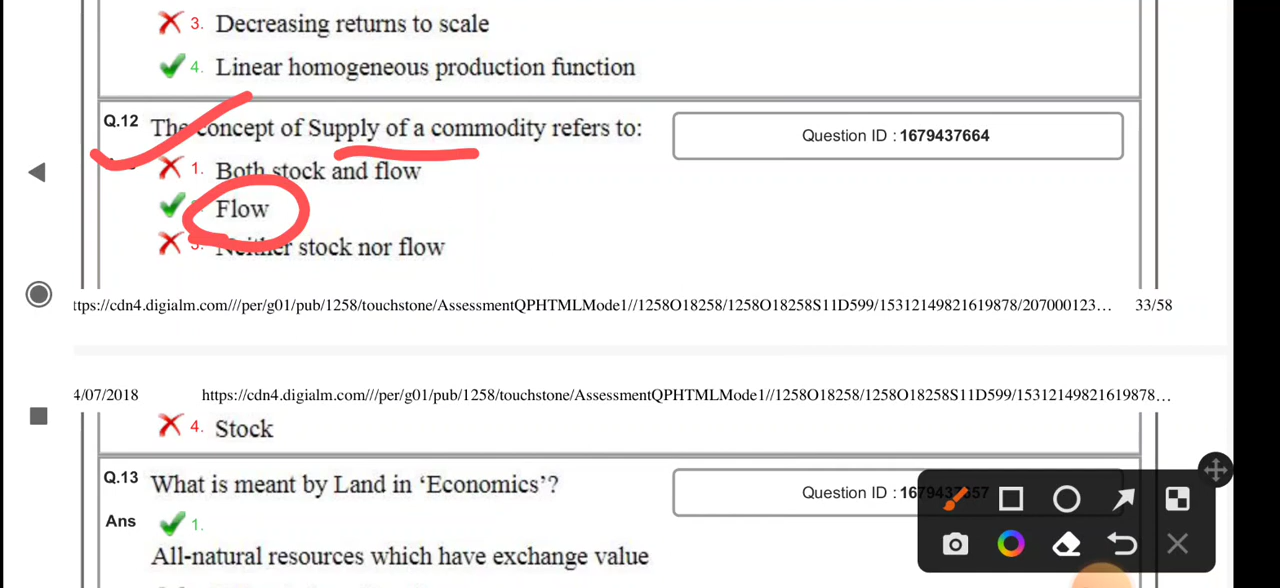 3. Decreasing returns to scale
4. Linear homogeneous production function
Q.12 The concept of Supply of a commodity refers to:
Question ID : 1679437664
1. Both stock and flow
Flow
3. Neither stock nor flow
ttps://cdn4.digialm.com///per/g01/pub/1258/touchstone/AssessmentQPHTMLMode1//1258O18258/1258O18258S11D599/15312149821619878/207000123... 33/58
4/07/2018 https://cdn4.digialm.com///per/g01/pub/1258/touchstone/AssessmentQPHTMLMode1//1258O18258/1258O18258S11D599/15312149821619878...
4. Stock
Q.13 What is meant by Land in ‘Economics’?
Question ID :
Ans 1.
All-natural resources which have exchange value